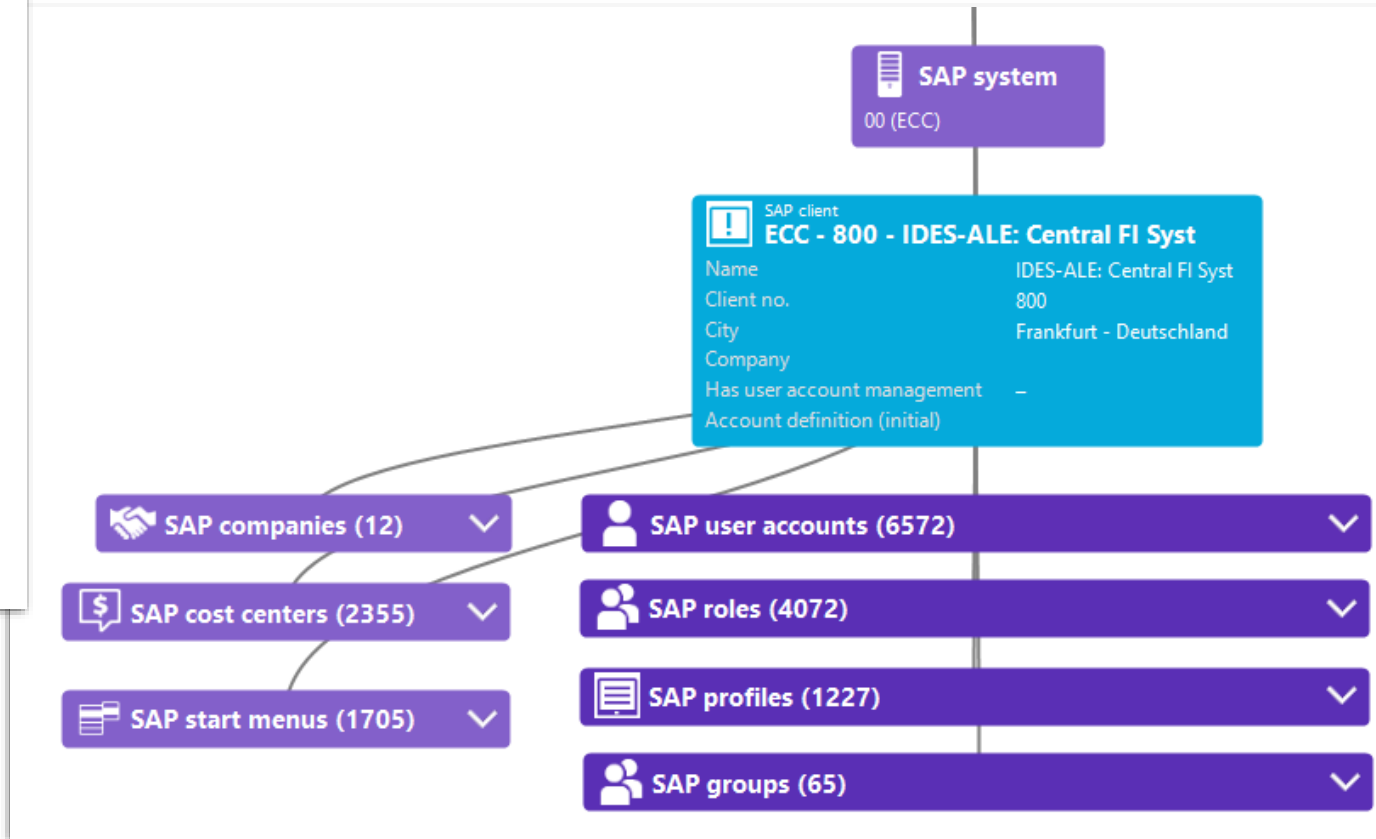 SAP system
00 (ECC)
SAP client
ECC - 800 - IDES-ALE: Central FI Syst
Name IDES-ALE: Central FI Syst
Client no. 800
City Frankfurt - Deutschland
Company
Has user account management –
Account definition (initial)
SAP companies (12)
SAP cost centers (2355)
SAP start menus (1705)
SAP user accounts (6572)
SAP roles (4072)
SAP profiles (1227)
SAP groups (65)